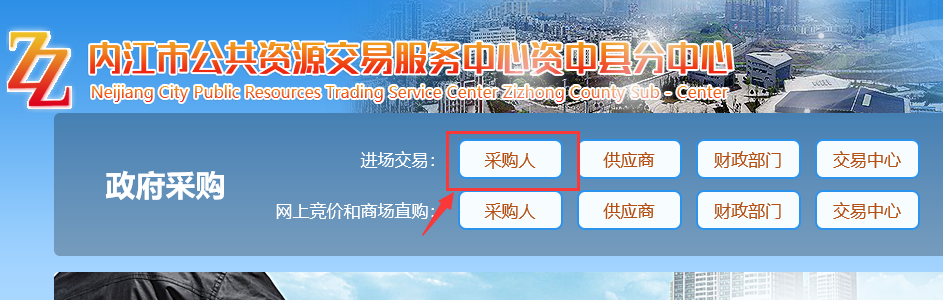 ZZ
内江市公共资源交易服务中心资中县分中心
Neijiang City Public Resources Trading Service Center Zizhong County Sub - Center
政府采购
进场交易: 采购人 供应商 财政部门 交易中心
网上竞价和商场直购: 采购人 供应商 财政部门 交易中心